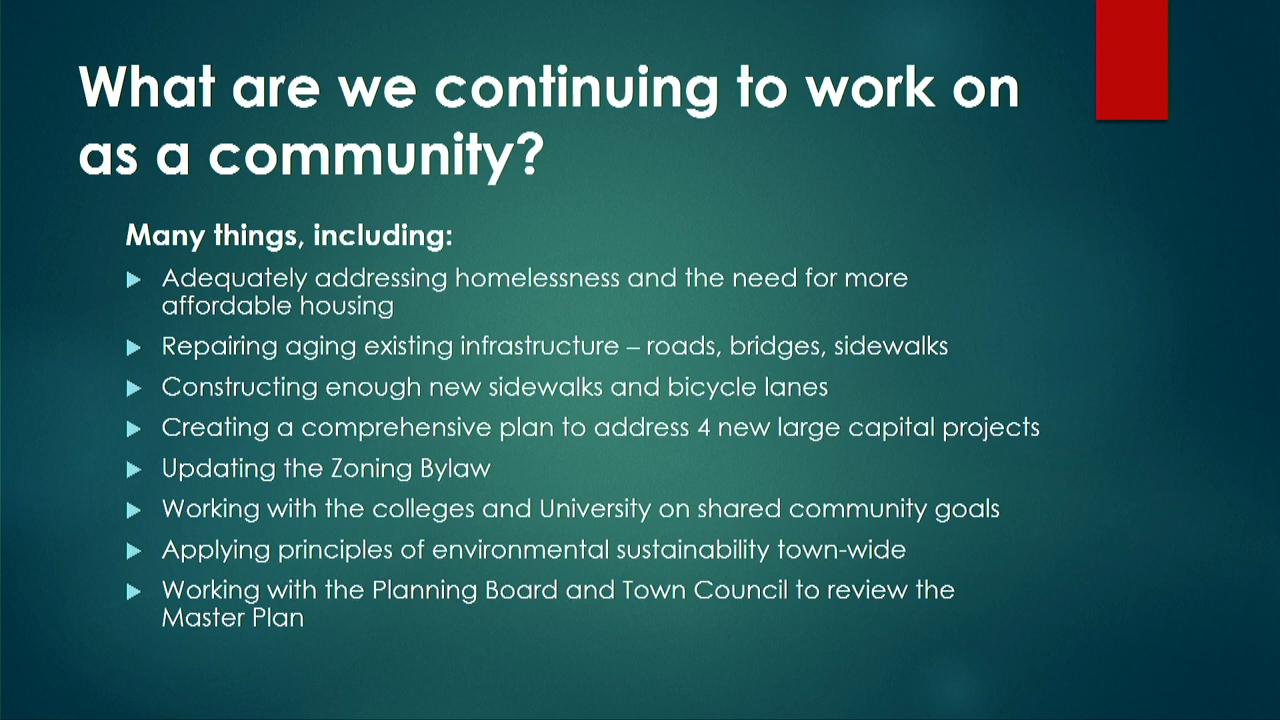 What are we continuing to work on
as a community?
Many things, including:
Adequately addressing homelessness and the need for more
affordable housing
Repairing aging existing infrastructure – roads, bridges, sidewalks
Constructing enough new sidewalks and bicycle lanes
Creating a comprehensive plan to address 4 new large capital projects
Updating the Zoning Bylaw
Working with the colleges and University on shared community goals
Applying principles of environmental sustainability town-wide
Working with the Planning Board and Town Council to review the
Master Plan